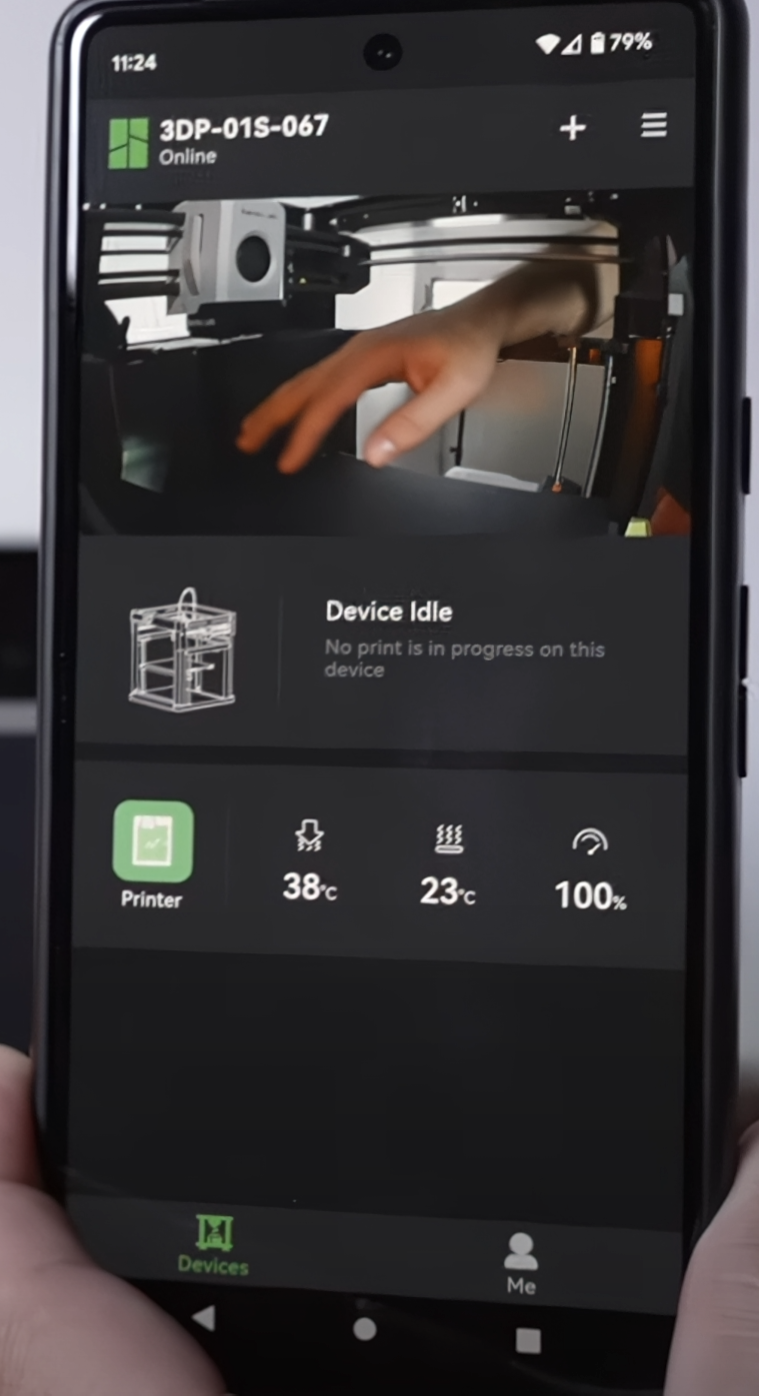 11:24
79%
3DP-01S-067
Online
Device Idle
No print is in progress on this
device
Printer
38°C
23°C
100%
Devices
Me